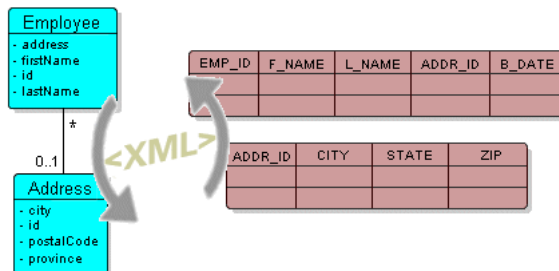 Employee
- address
- firstName
- id
- lastName
*
0..1
Address
- city
- id
- postalCode
- province
<XML>
EMP_ID F_NAME L_NAME ADDR_ID B_DATE
ADDR_ID CITY STATE ZIP